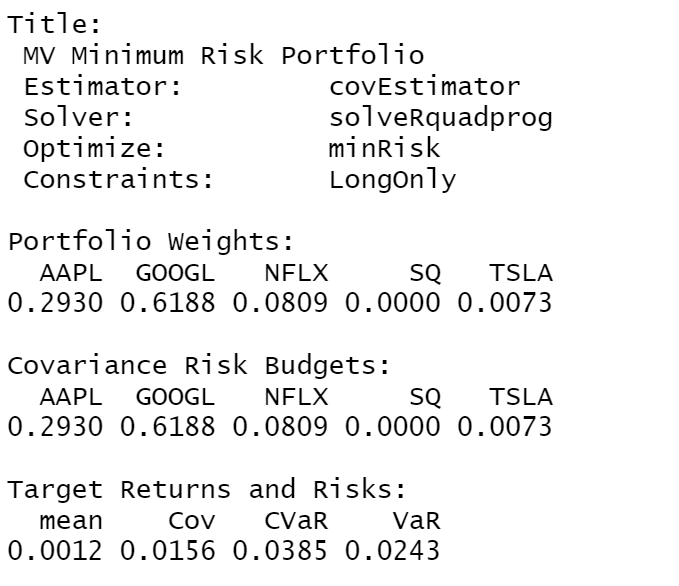 Title:
MV Minimum Risk Portfolio
Estimator: covEstimator
Solver: solveRquadprog
Optimize: minRisk
Constraints: LongOnly
Portfolio Weights:
AAPL GOOGL NFLX SQ TSLA
0.2930 0.6188 0.0809 0.0000 0.0073
Covariance Risk Budgets:
AAPL GOOGL NFLX SQ TSLA
0.2930 0.6188 0.0809 0.0000 0.0073
Target Returns and Risks:
mean Cov CVaR VaR
0.0012 0.0156 0.0385 0.0243